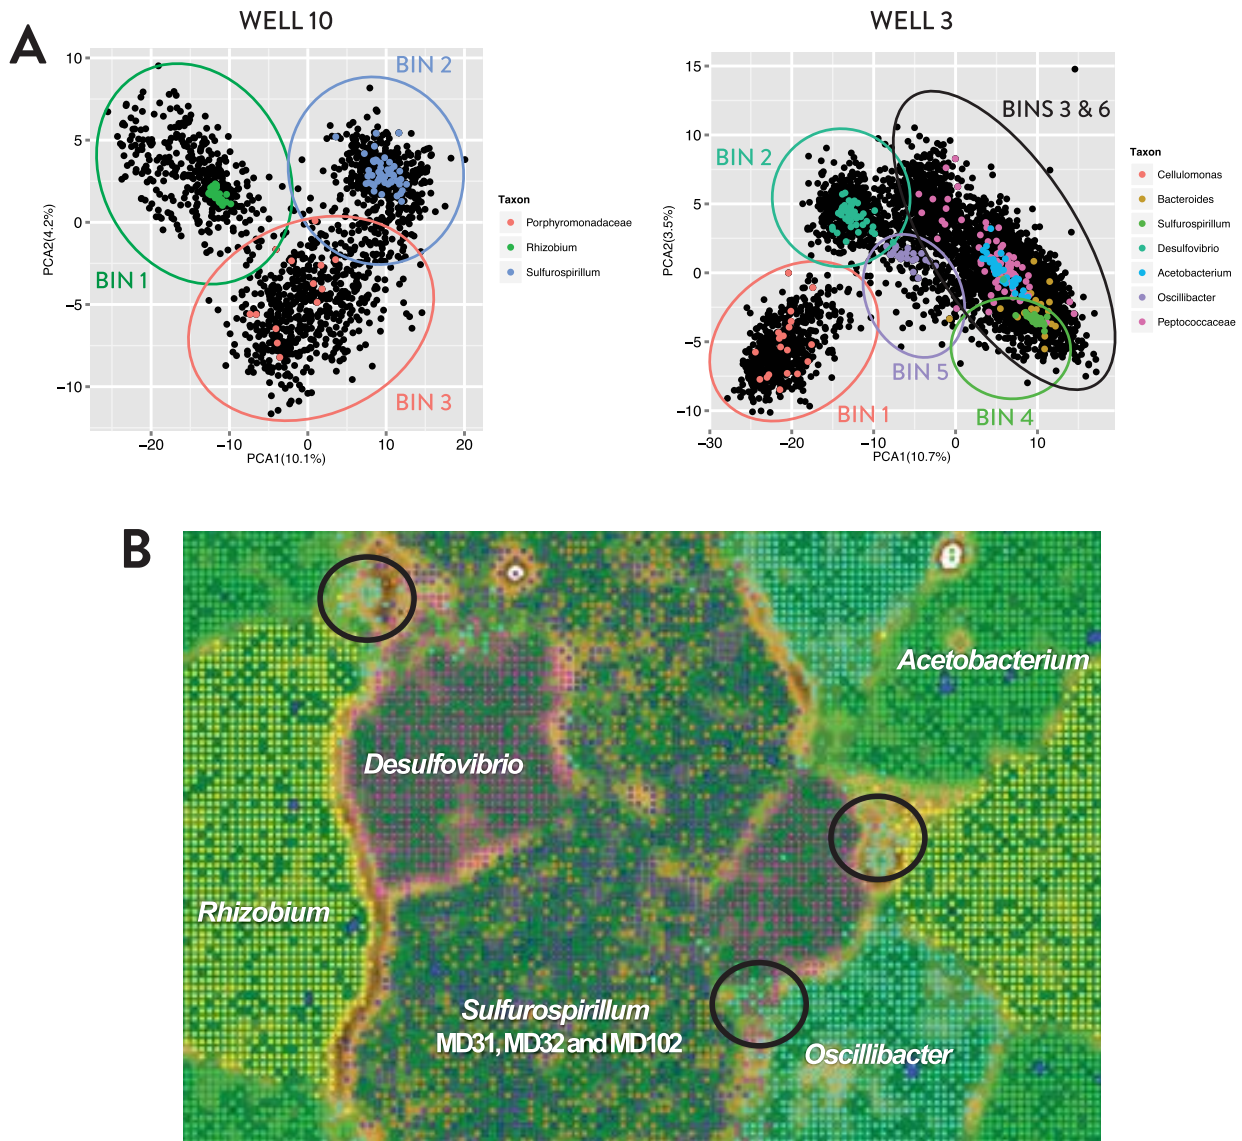 WELL 10
WELL 3
A
BIN 1
BIN 2
BIN 3
10
5
0
−5
−10
PCA2(4.2%)
−20
−10
0
10
20
PCA1(10.1%)
Taxon
Porphyromonadaceae
Rhizobium
Sulfurospirillum
BINS 3 & 6
BIN 2
BIN 5
BIN 1
BIN 4
15
10
5
0
−5
−10
PCA2(3.5%)
−30
−20
−10
0
10
PCA1(10.7%)
Taxon
Cellulomonas
Bacteroides
Sulfurospirillum
Desulfovibrio
Acetobacterium
Oscillibacter
Peptococcaceae
B
Acetobacterium
Desulfovibrio
Rhizobium
Sulfurospirillum
MD31, MD32 and MD102
Oscillibacter